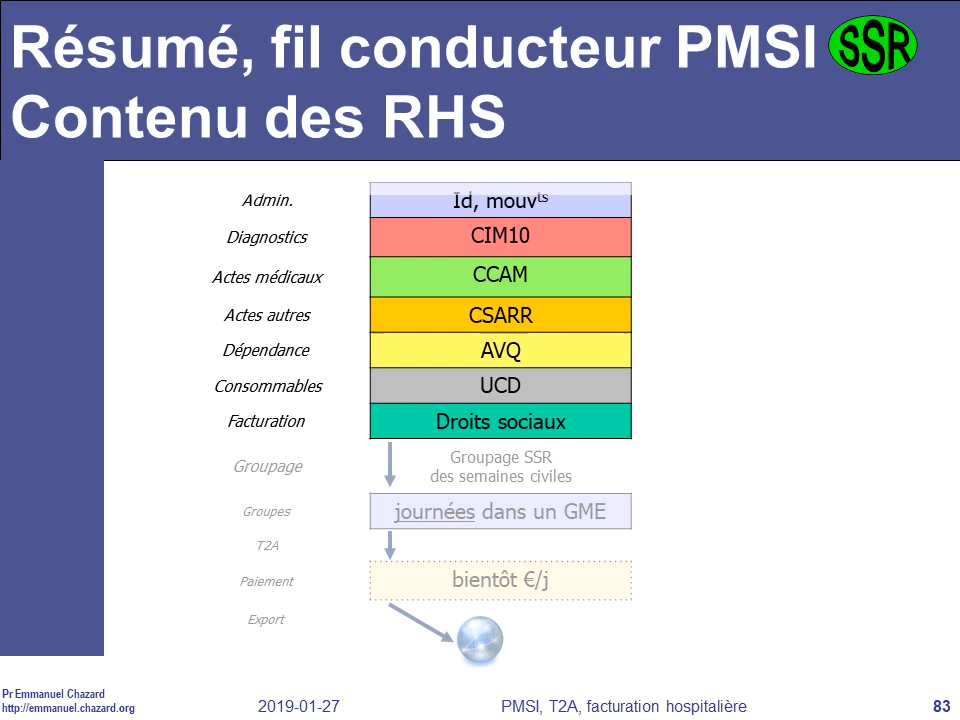 Résumé, fil conducteur PMSI SSR
Contenu des RHS
Admin. Id, mouvts
Diagnostics CIM10
Actes médicaux CCAM
Actes autres CSARR
Dépendance AVQ
Consommables UCD
Facturation Droits sociaux
Groupage Groupage SSR
des semaines civiles
Groupes journées dans un GME
T2A
Paiement bientôt €/j
Export
Pr Emmanuel Chazard
http://emmanuel.chazard.org
2019-01-27 PMSI, T2A, facturation hospitalière 83